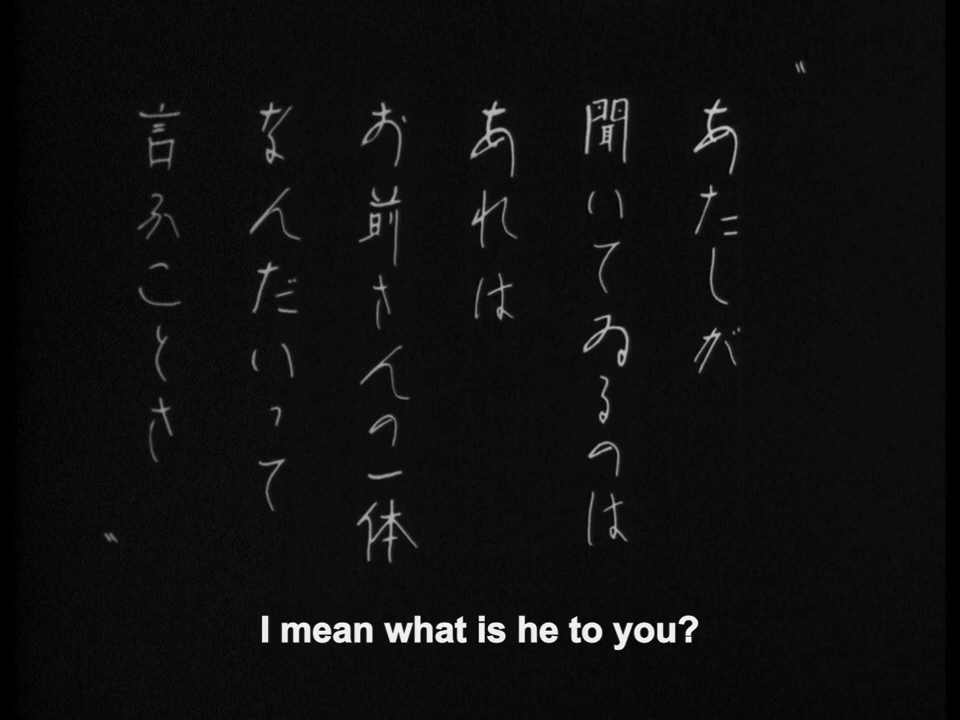 〝
あたしが
聞いてゐるのは
あれは
お前さんの一体
なんだいって
言ふことさ
〟
I mean what is he to you?